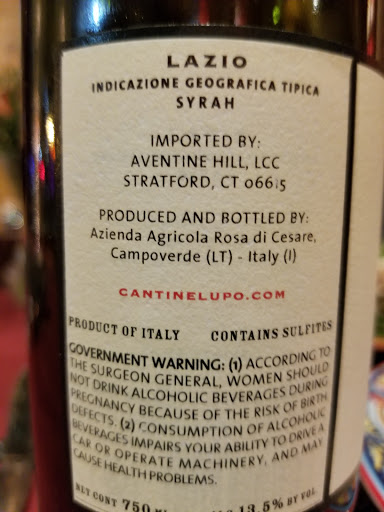 LAZIO
INDICAZIONE GEOGRAFICA TIPICA
SYRAH
IMPORTED BY:
AVENTINE HILL, LCC
STRATFORD, CT 06615
PRODUCED AND BOTTLED BY:
Azienda Agricola Rosa di Cesare,
Campoverde (LT) - Italy (I)
CANTINELUPO.COM
PRODUCT OF ITALY CONTAINS SULFITES
GOVERNMENT WARNING: (1) ACCORDING TO
THE SURGEON GENERAL, WOMEN SHOULD
NOT DRINK ALCOHOLIC BEVERAGES DURING
PREGNANCY BECAUSE OF THE RISK OF BIRTH
DEFECTS. (2) CONSUMPTION OF ALCOHOLIC
BEVERAGES IMPAIRS YOUR ABILITY TO DRIVE A
CAR OR OPERATE MACHINERY, AND MAY
CAUSE HEALTH PROBLEMS.
NET CONT 750 13.5% BY VOL